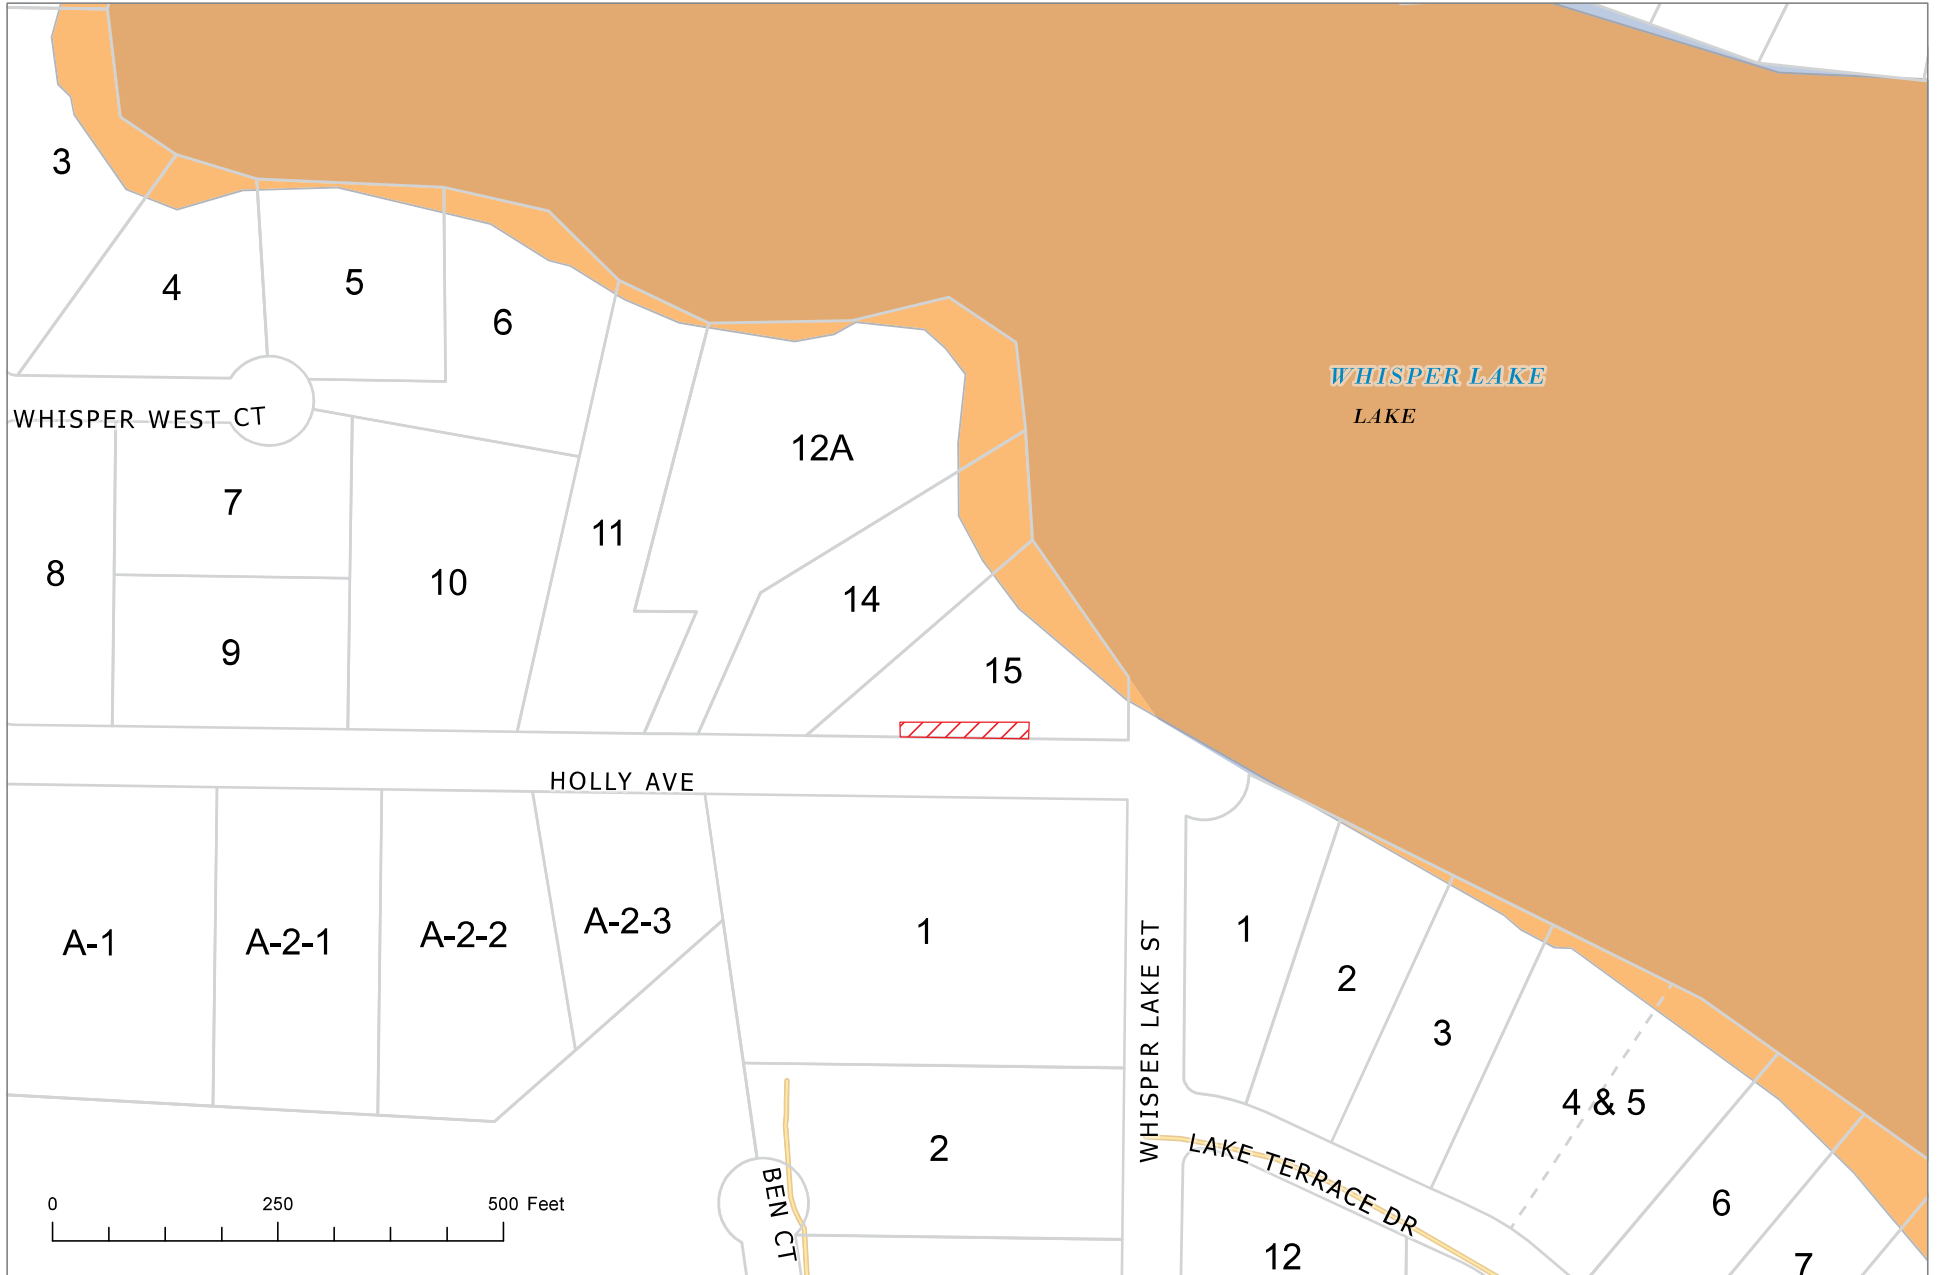 3
4
5
6
WHISPER LAKE
LAKE
WHISPER WEST CT
12A
7
11
8
10
14
9
15
HOLLY AVE
A-1
A-2-1
A-2-2
A-2-3
1
1
2
3
WHISPER LAKE ST
4 & 5
2
LAKE TERRACE DR
BEN CT
6
12
7
0
250
500 Feet